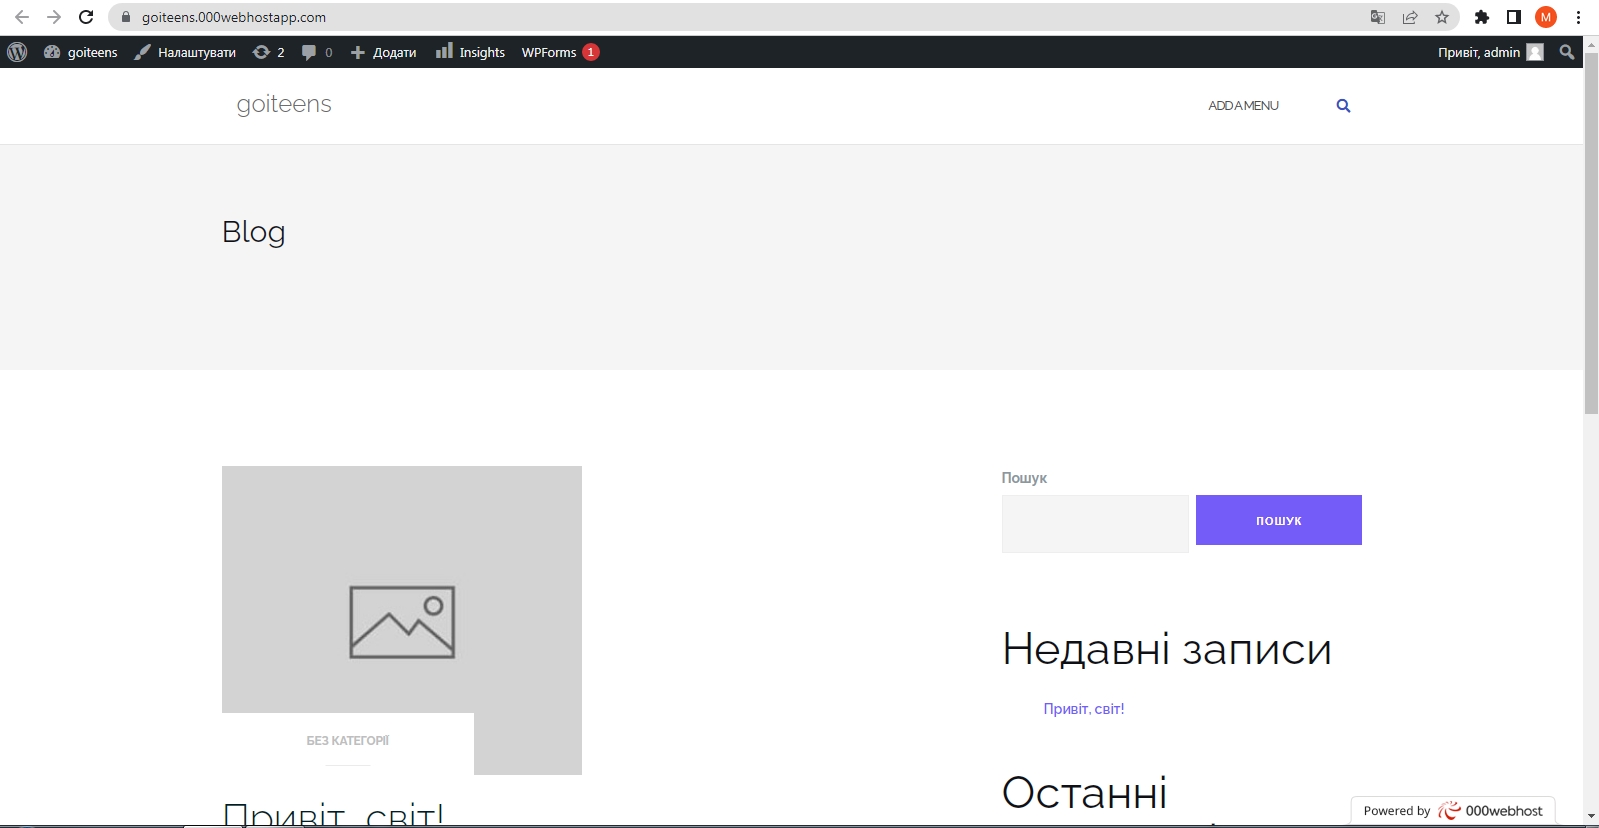 goiteens.000webhostapp.com
M
goiteens Налаштувати 2 0 Додати Insights WPForms 1 Привіт, admin
goiteens ADD A MENU
Blog
Пошук
ПОШУК
Недавні записи
Привіт, світ!
БЕЗ КАТЕГОРІЇ
Привіт, світ!
Останні
Powered by 000webhost